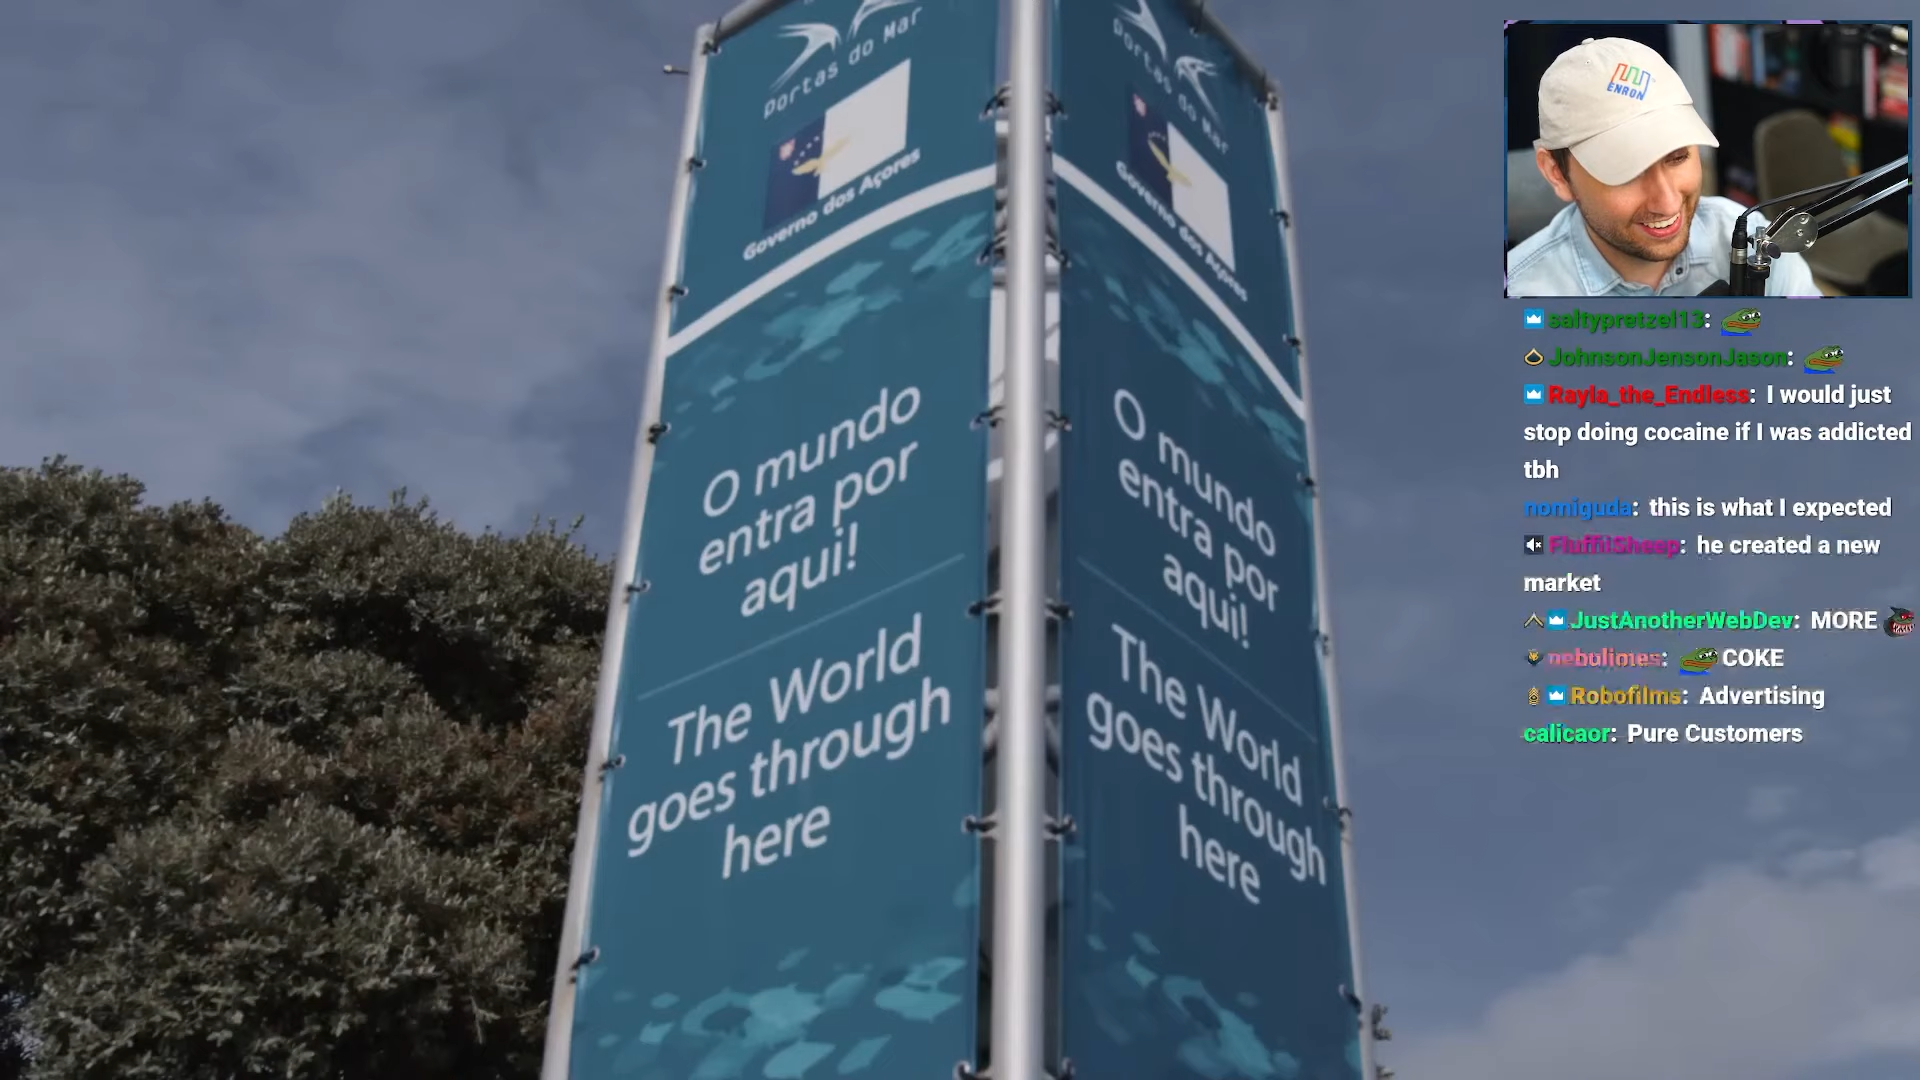 Portas do Mar
Governo dos Açores
O mundo
entra por
aqui!
The World
goes through
here
Portas do Mar
Governo dos Açores
O mundo
entra por
aqui!
The World
goes through
here
ENRON
saltypretzel13:
JohnsonJensonJason:
Rayla_the_Endless: I would just
stop doing cocaine if I was addicted
tbh
nomiguda: this is what I expected
FluffilSheep: he created a new
market
JustAnotherWebDev: MORE
nebulimes: COKE
Robofilms: Advertising
calicaor: Pure Customers